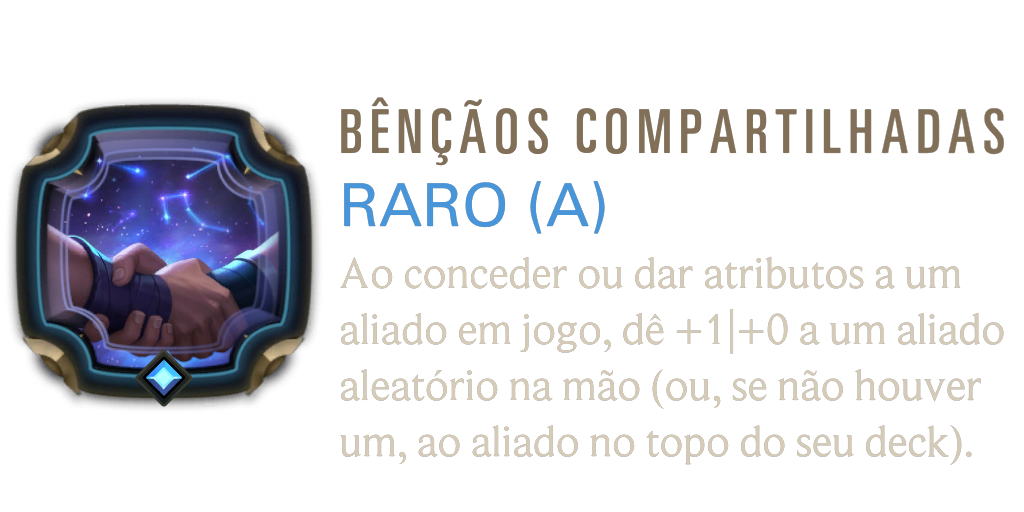 BÊNÇÃOS COMPARTILHADAS
RARO (A)
Ao conceder ou dar atributos a um
aliado em jogo, dê +1|+0 a um aliado
aleatório na mão (ou, se não houver
um, ao aliado no topo do seu deck).